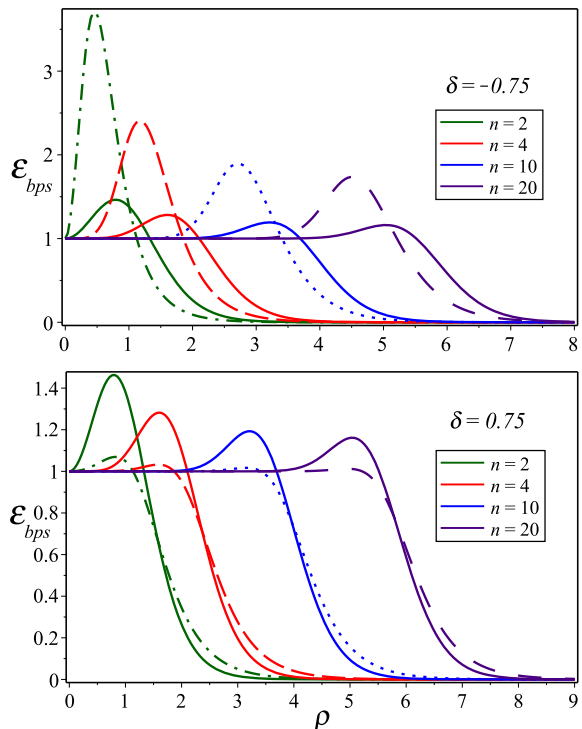 3
2
1
0
ε_bps
δ = −0.75
n = 2
n = 4
n = 10
n = 20
0 1 2 3 4 5 6 7 8
1.4
1.2
1
0.8
0.6
0.4
0.2
0
ε_bps
δ = 0.75
n = 2
n = 4
n = 10
n = 20
0 1 2 3 4 5 6 7 8 9
ρ